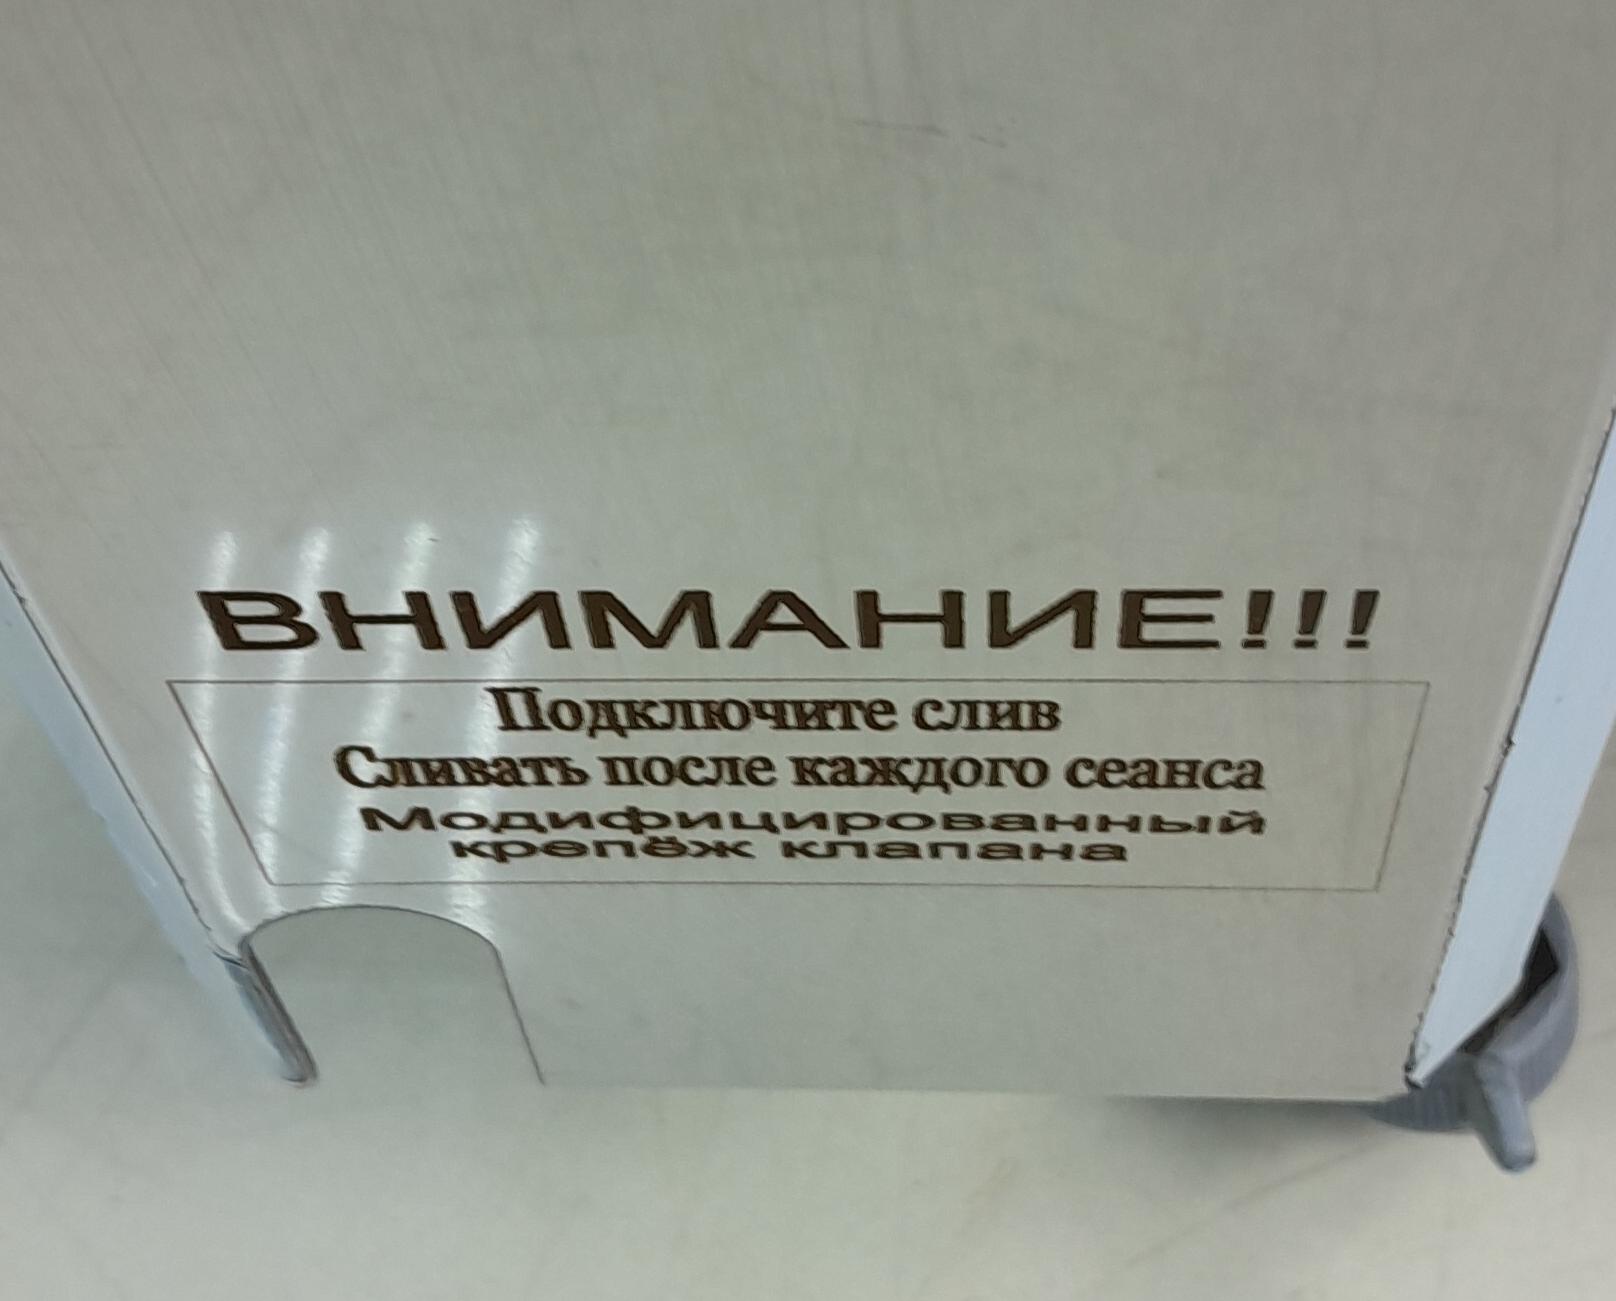 ВНИМАНИЕ!!!
Подключите слив
Сливать после каждого сеанса
Модифицированный
крепёж клапана